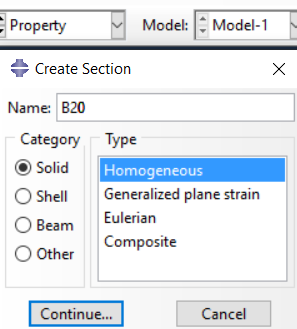 Property Model: Model-1
Create Section
Name: B20
Category Type
Solid Homogeneous
Shell Generalized plane strain
Beam Eulerian
Other Composite
Continue... Cancel